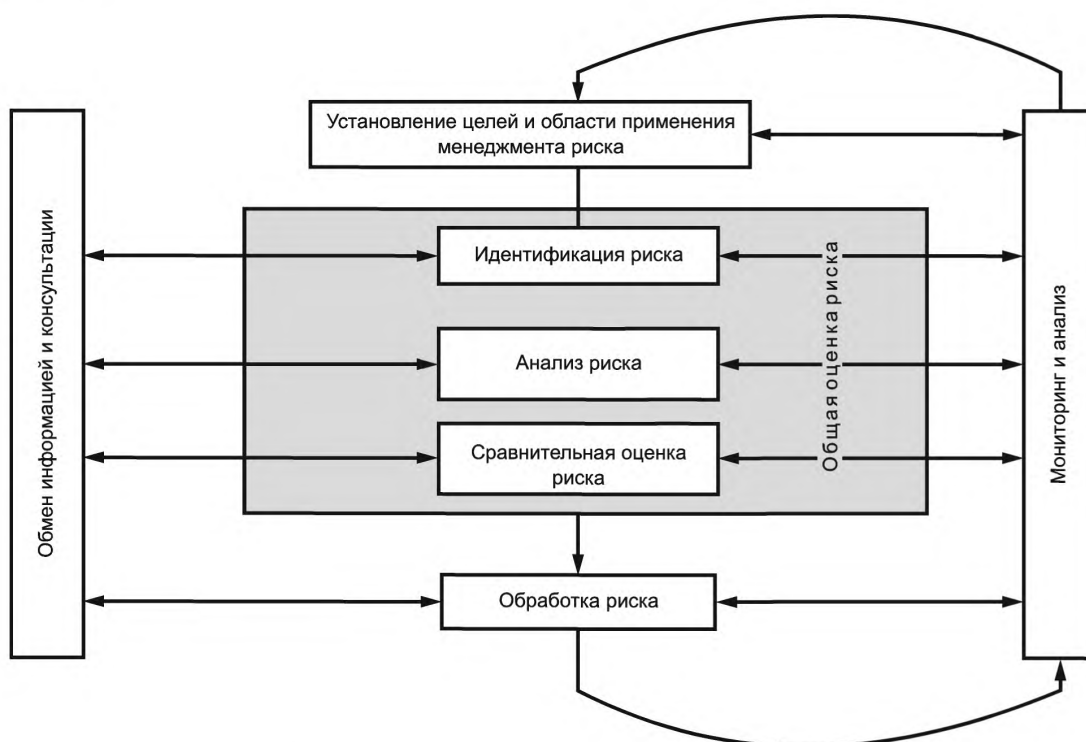 Установление целей и области применения
менеджмента риска
Обмен информацией и консультации
Идентификация риска
Анализ риска
Сравнительная оценка
риска
Общая оценка риска
Мониторинг и анализ
Обработка риска